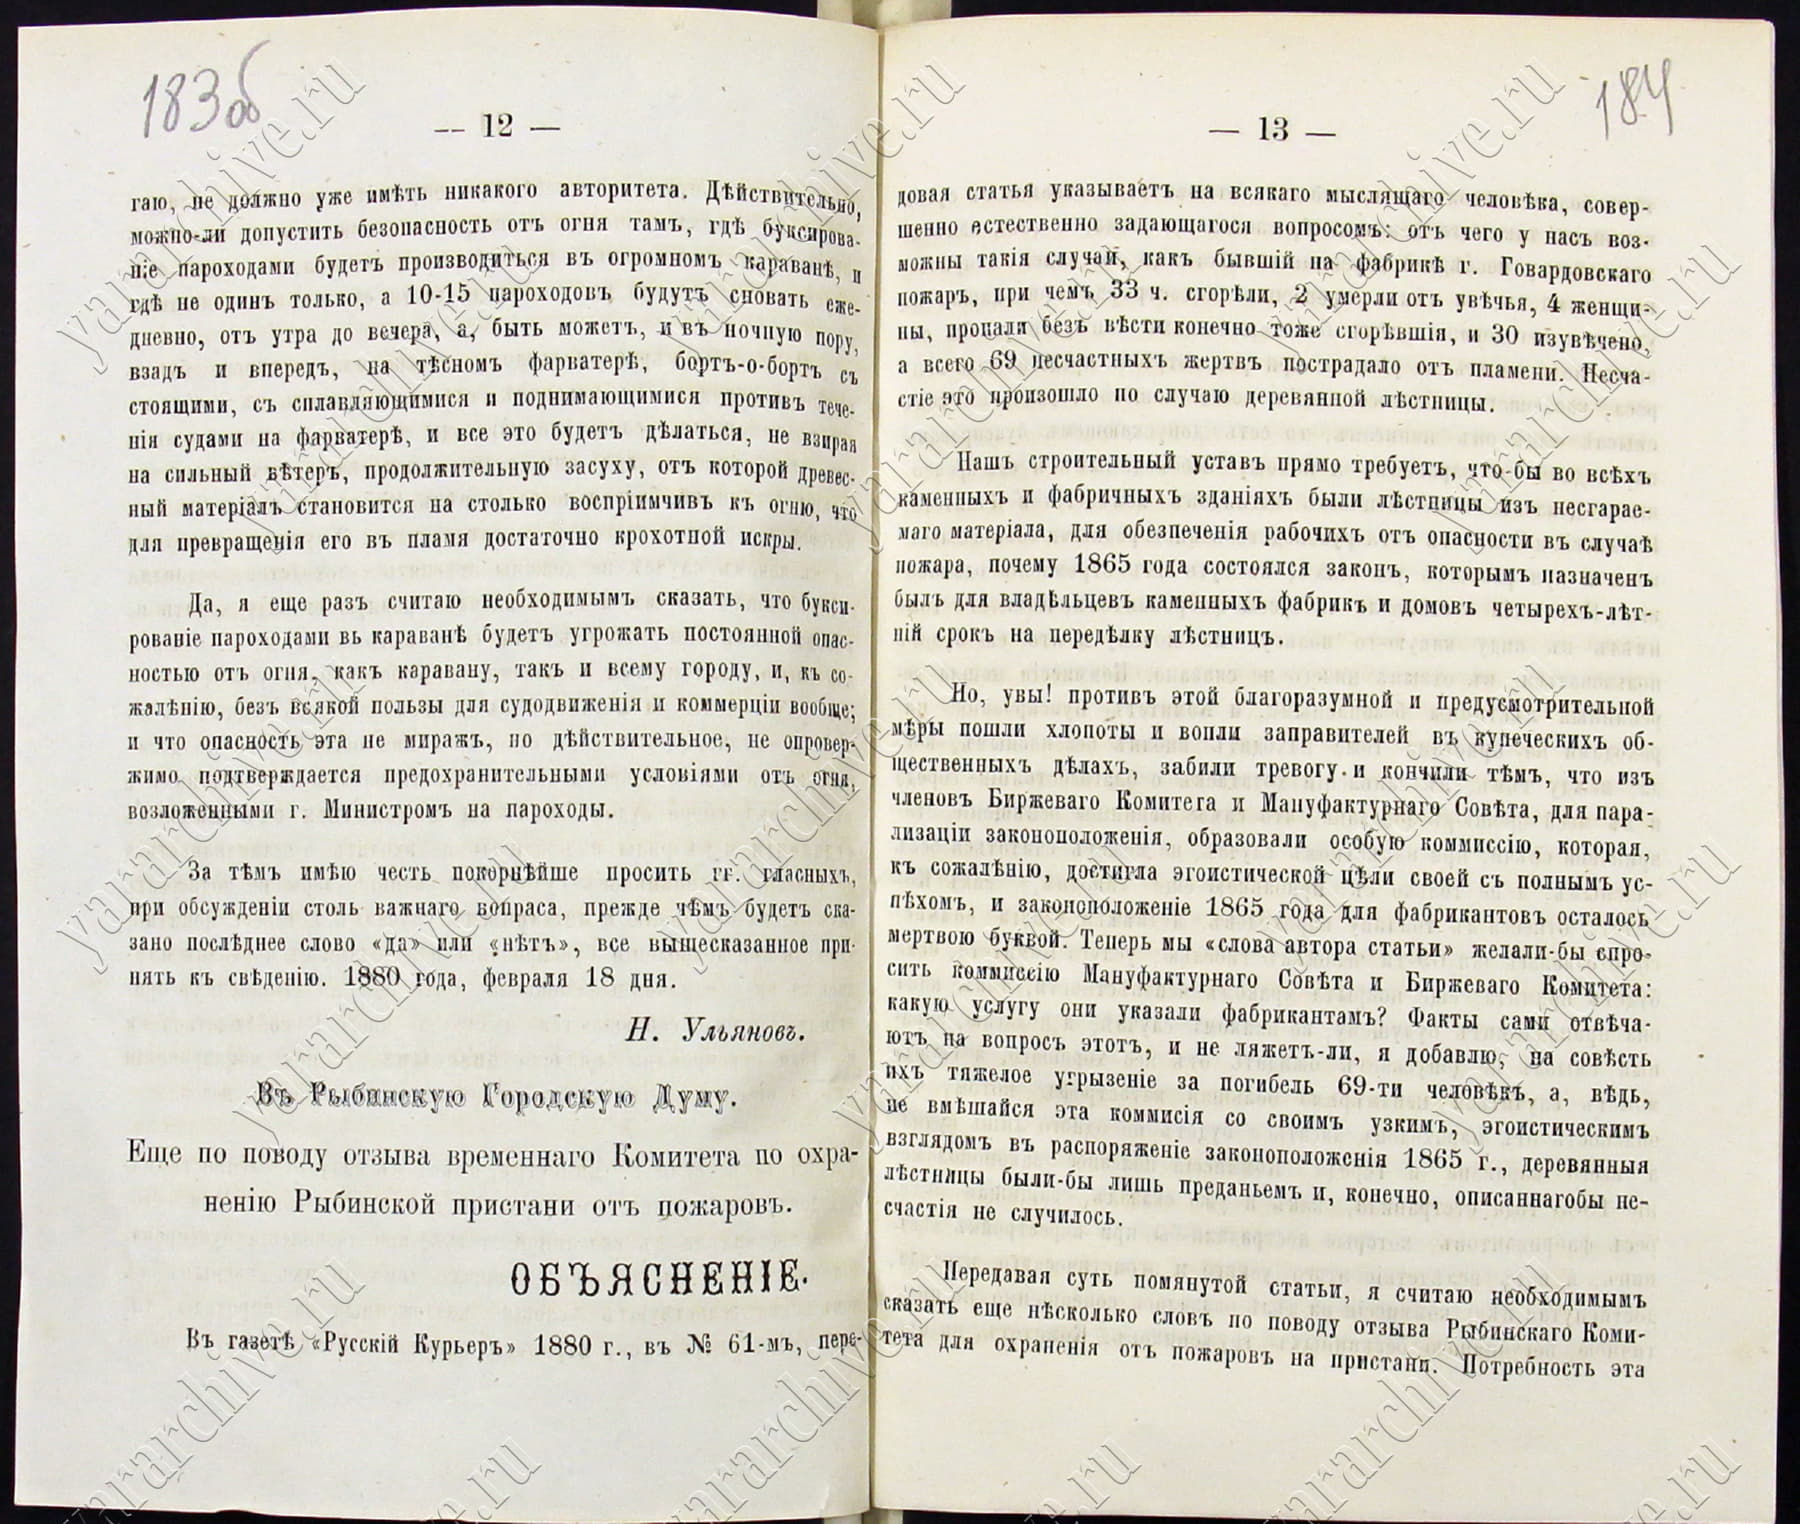 183об
— 12 —
гаю, не должно уже имѣть никакого авторитета. Дѣйствительно,
можно-ли допустить безопасность отъ огня тамъ, гдѣ буксирова-
ніе пароходами будетъ производиться въ огромномъ караванѣ, и
гдѣ не одинъ только, а 10-15 пароходовъ будутъ сновать еже-
дневно, отъ утра до вечера, а, быть можетъ, и въ ночную пору,
взадъ и впередъ, на тѣсномъ фарватерѣ, бортъ-о-бортъ съ
стоящими, съ сплавляющимися и поднимающимися противъ тече-
нія судами на фарватерѣ, и все это будетъ дѣлаться, не взирая
на сильный вѣтеръ, продолжительную засуху, отъ которой древес-
ный матеріалъ становится на столько воспріимчивъ къ огню, что
для превращенія его въ пламя достаточно крохотной искры.
Да, я еще разъ считаю необходимымъ сказать, что букси-
рованіе пароходами вь караванѣ будетъ угрожать постоянной опас-
ностью отъ огня, какъ каравану, такъ и всему городу, и, къ со-
жалѣнію, безъ всякой пользы для судодвиженія и коммерціи вообще;
и что опасность эта не миражъ, но дѣйствительное, не опровер-
жимо подтверждается предохранительными условіями отъ огня,
возложенными г. Министромъ на пароходы.
За тѣмъ имѣю честь покорнѣйше просить гг. гласныхъ,
при обсужденіи столь важнаго вопраса, прежде чѣмъ будетъ ска-
зано послѣднее слово «да» или «нѣтъ», все вышесказанное при-
нять къ свѣденію. 1880 года, февраля 18 дня.
Н. Ульяновъ.
Въ Рыбинскую Городскую Думу.
Еще по поводу отзыва временнаго Комитета по охра-
ненію Рыбинской пристани отъ пожаровъ.
ОБЪЯСНЕНІЕ.
Въ газетѣ «Русскій Курьеръ» 1880 г., въ № 61-мъ, пере-
184
— 13 —
довая статья указываетъ на всякаго мыслящаго человѣка, совер-
шенно естественно задающагося вопросомъ: отъ чего у насъ воз-
можны такія случаи, какъ бывшій на фабрикѣ г. Говардовскаго
пожаръ, при чемъ 33 ч. сгорѣли, 2 умерли отъ увѣчья, 4 женщи-
ны, пропали безъ вѣсти конечно тоже сгорѣвшія, и 30 изувѣчено,
а всего 69 несчастныхъ жертвъ пострадало отъ пламени. Несча-
стіе это произошло по случаю деревянной лѣстницы.
Нашъ строительный уставъ прямо требуетъ, что-бы во всѣхъ
каменныхъ и фабричныхъ зданіяхъ были лѣстницы изъ несгарае-
маго матеріала, для обезпеченія рабочихъ отъ опасности въ случаѣ
пожара, почему 1865 года состоялся законъ, которымъ назначенъ
былъ для владѣльцевъ каменныхъ фабрикъ и домовъ четырехъ-лѣт-
ній срокъ на передѣлку лѣстницъ.
Но, увы! противъ этой благоразумной и предусмотрительной
мѣры пошли хлопоты и вопли заправителей въ купеческихъ об-
щественныхъ дѣлахъ, забили тревогу и кончили тѣмъ, что изъ
членовъ Биржеваго Комитега и Мануфактурнаго Совѣта, для пара-
лизаціи законоположенія, образовали особую коммиссію, которая,
къ сожалѣнію, достигла эгоистической цѣли своей съ полнымъ ус-
пѣхомъ, и законоположеніе 1865 года для фабрикантовъ осталось
мертвою буквой. Теперь мы «слова автора статьи» желали-бы спро-
сить коммиссію Мануфактурнаго Совѣта и Биржеваго Комитета:
какую услугу они указали фабрикантамъ? Факты сами отвѣча-
ютъ на вопросъ этотъ, и не ляжетъ-ли, я добавлю, на совѣсть
ихъ тяжелое угрызеніе за погибель 69-ти человѣкъ, а, вѣдь,
не вмѣшайся эта коммисія со своимъ узкимъ, эгоистическимъ
взглядомъ въ распоряженіе законоположенія 1865 г., деревянныя
лѣстницы были-бы лишь преданьемъ и, конечно, описаннагобы не-
счастія не случилось.
Передавая суть помянутой статьи, я считаю необходимымъ
сказать еще нѣсколько словъ по поводу отзыва Рыбинскаго Коми-
тета для охраненія отъ пожаровъ на пристани. Потребность эта